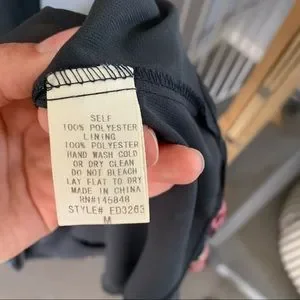 SELF
100% POLYESTER
LINING
100% POLYESTER
HAND WASH COLD
OR DRY CLEAN
DO NOT BLEACH
LAY FLAT TO DRY
MADE IN CHINA
RN#145848
STYLE# ED3263
M